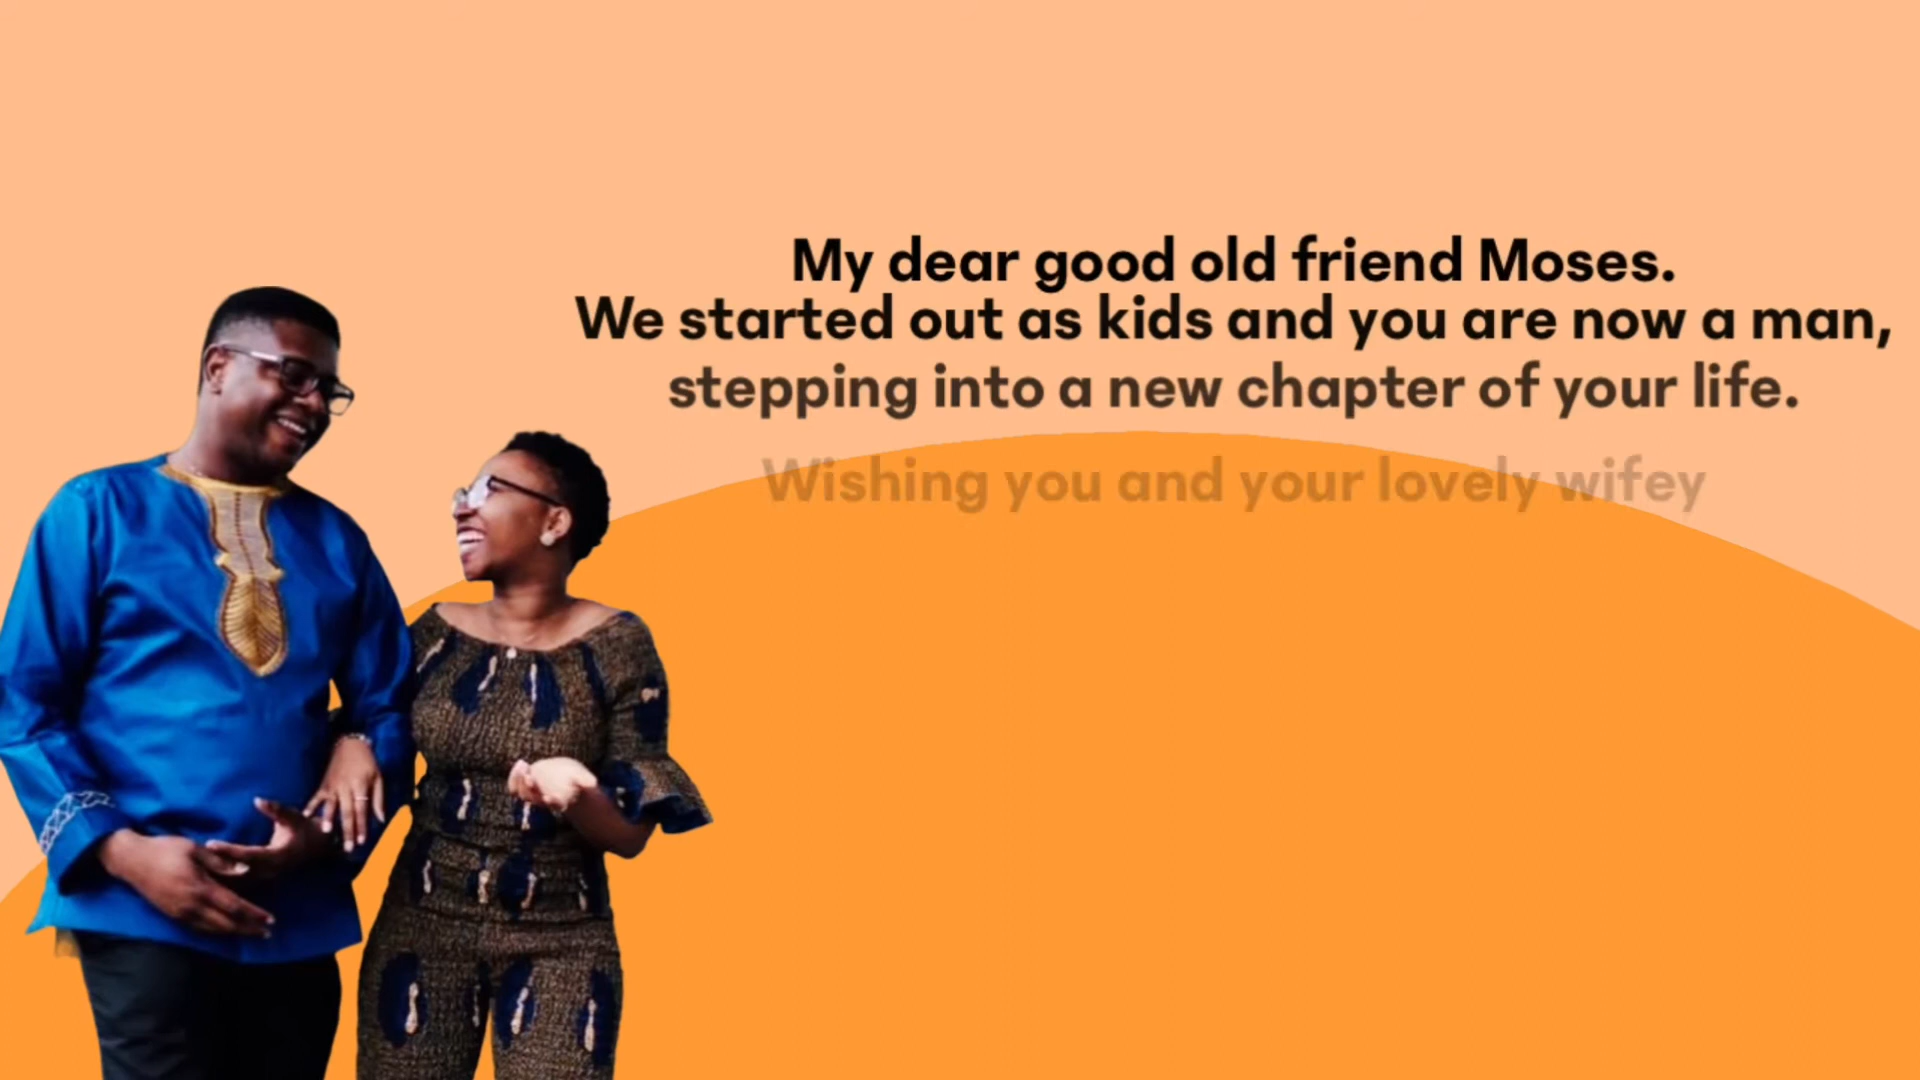 My dear good old friend Moses.
We started out as kids and you are now a man,
stepping into a new chapter of your life.
Wishing you and your lovely wifey